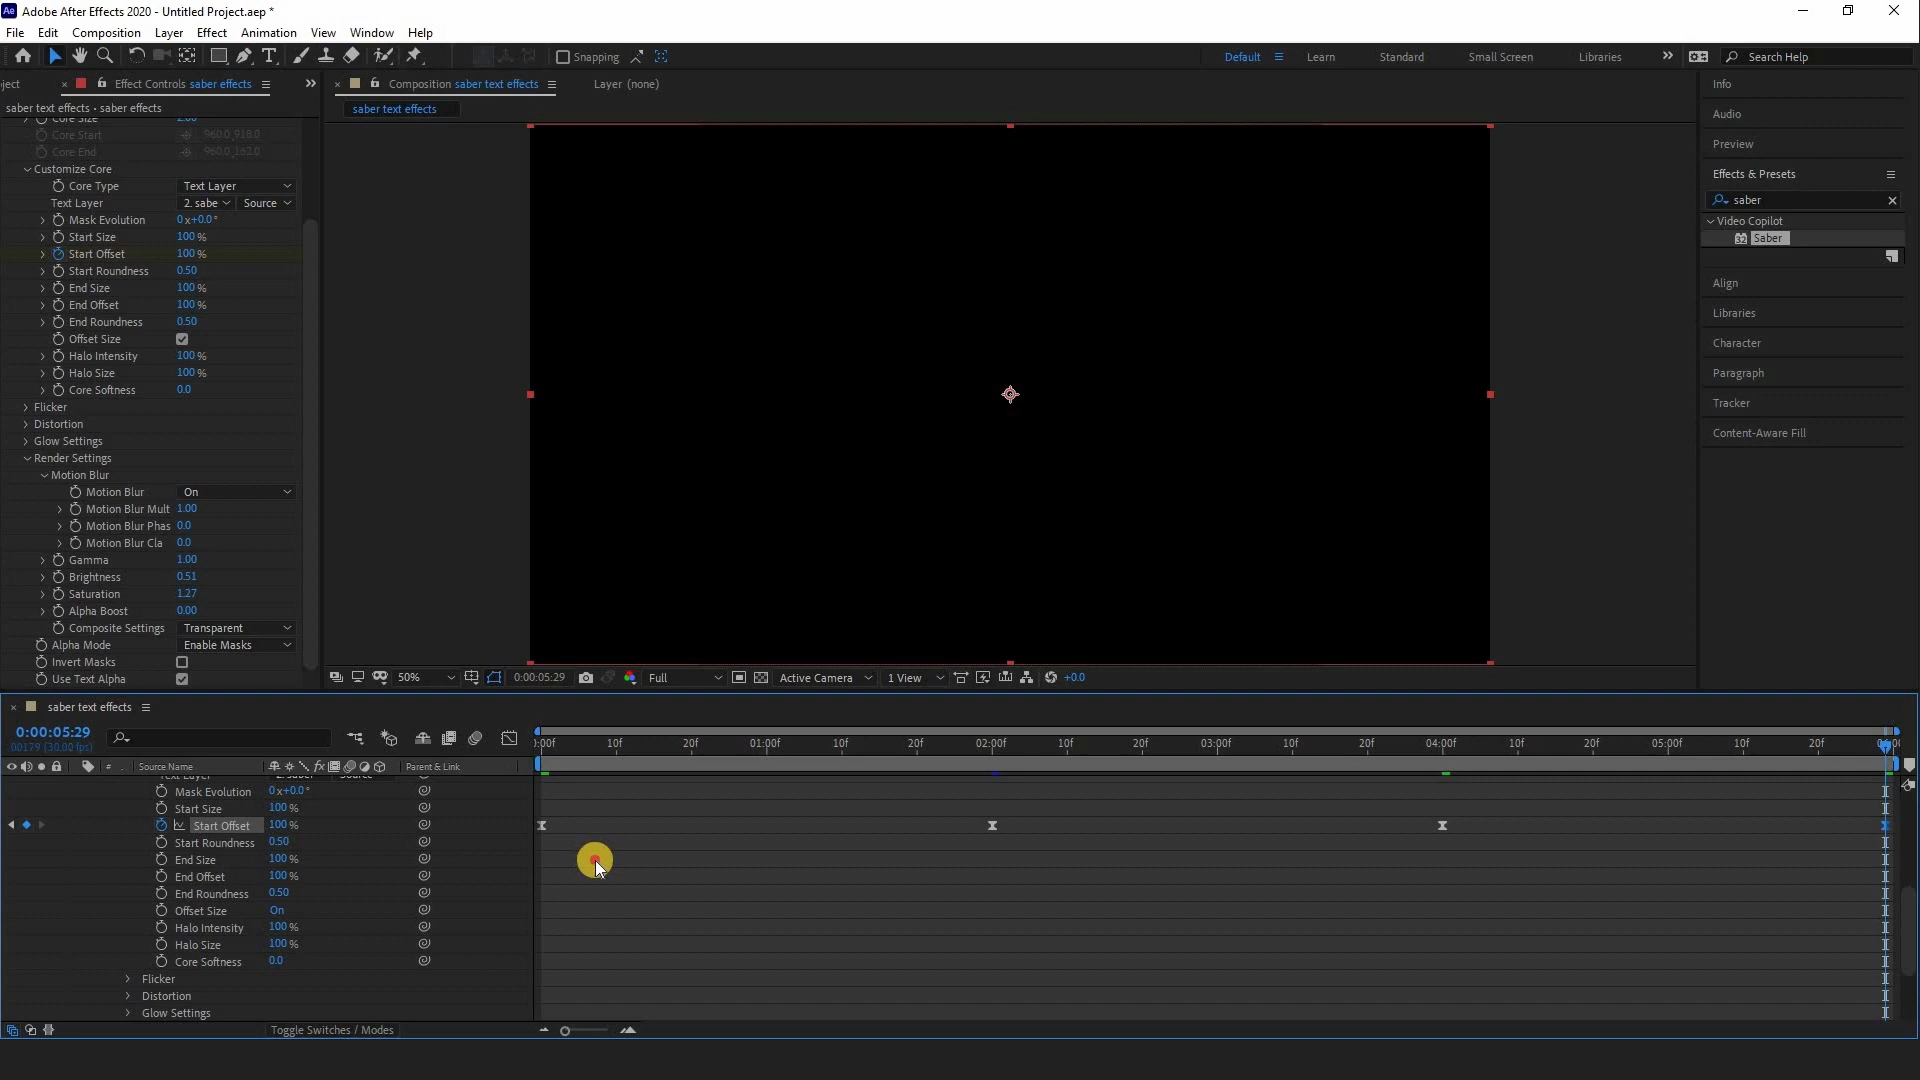 Adobe After Effects 2020 - Untitled Project.aep *
File Edit Composition Layer Effect Animation View Window Help
Snapping
Default Learn Standard Small Screen Libraries
Search Help
ject Effect Controls saber effects
saber text effects • saber effects
Core Size 2.00
Core Start 960.0,918.0
Core End 960.0,162.0
Customize Core
Core Type Text Layer
Text Layer 2. sabe Source
Mask Evolution 0x+0.0°
Start Size 100 %
Start Offset 100 %
Start Roundness 0.50
End Size 100 %
End Offset 100 %
End Roundness 0.50
Offset Size
Halo Intensity 100 %
Halo Size 100 %
Core Softness 0.0
Flicker
Distortion
Glow Settings
Render Settings
Motion Blur
Motion Blur On
Motion Blur Mult 1.00
Motion Blur Phas 0.0
Motion Blur Cla 0.0
Gamma 1.00
Brightness 0.51
Saturation 1.27
Alpha Boost 0.00
Composite Settings Transparent
Alpha Mode Enable Masks
Invert Masks
Use Text Alpha
Composition saber text effects
Layer (none)
saber text effects
50% 0:00:05:29 Full Active Camera 1 View +0.0
Info
Audio
Preview
Effects & Presets
saber
Video Copilot
32 Saber
Align
Libraries
Character
Paragraph
Tracker
Content-Aware Fill
saber text effects
0:00:05:29
00179 (30.00 fps)
:00f 10f 20f 01:00f 10f 20f 02:00f 10f 20f 03:00f 10f 20f 04:00f 10f 20f 05:00f 10f 20f
# Source Name fx Parent & Link
Text Layer 2. saber Source
Mask Evolution 0x+0.0°
Start Size 100 %
Start Offset 100 %
Start Roundness 0.50
End Size 100 %
End Offset 100 %
End Roundness 0.50
Offset Size On
Halo Intensity 100 %
Halo Size 100 %
Core Softness 0.0
Flicker
Distortion
Glow Settings
Toggle Switches / Modes